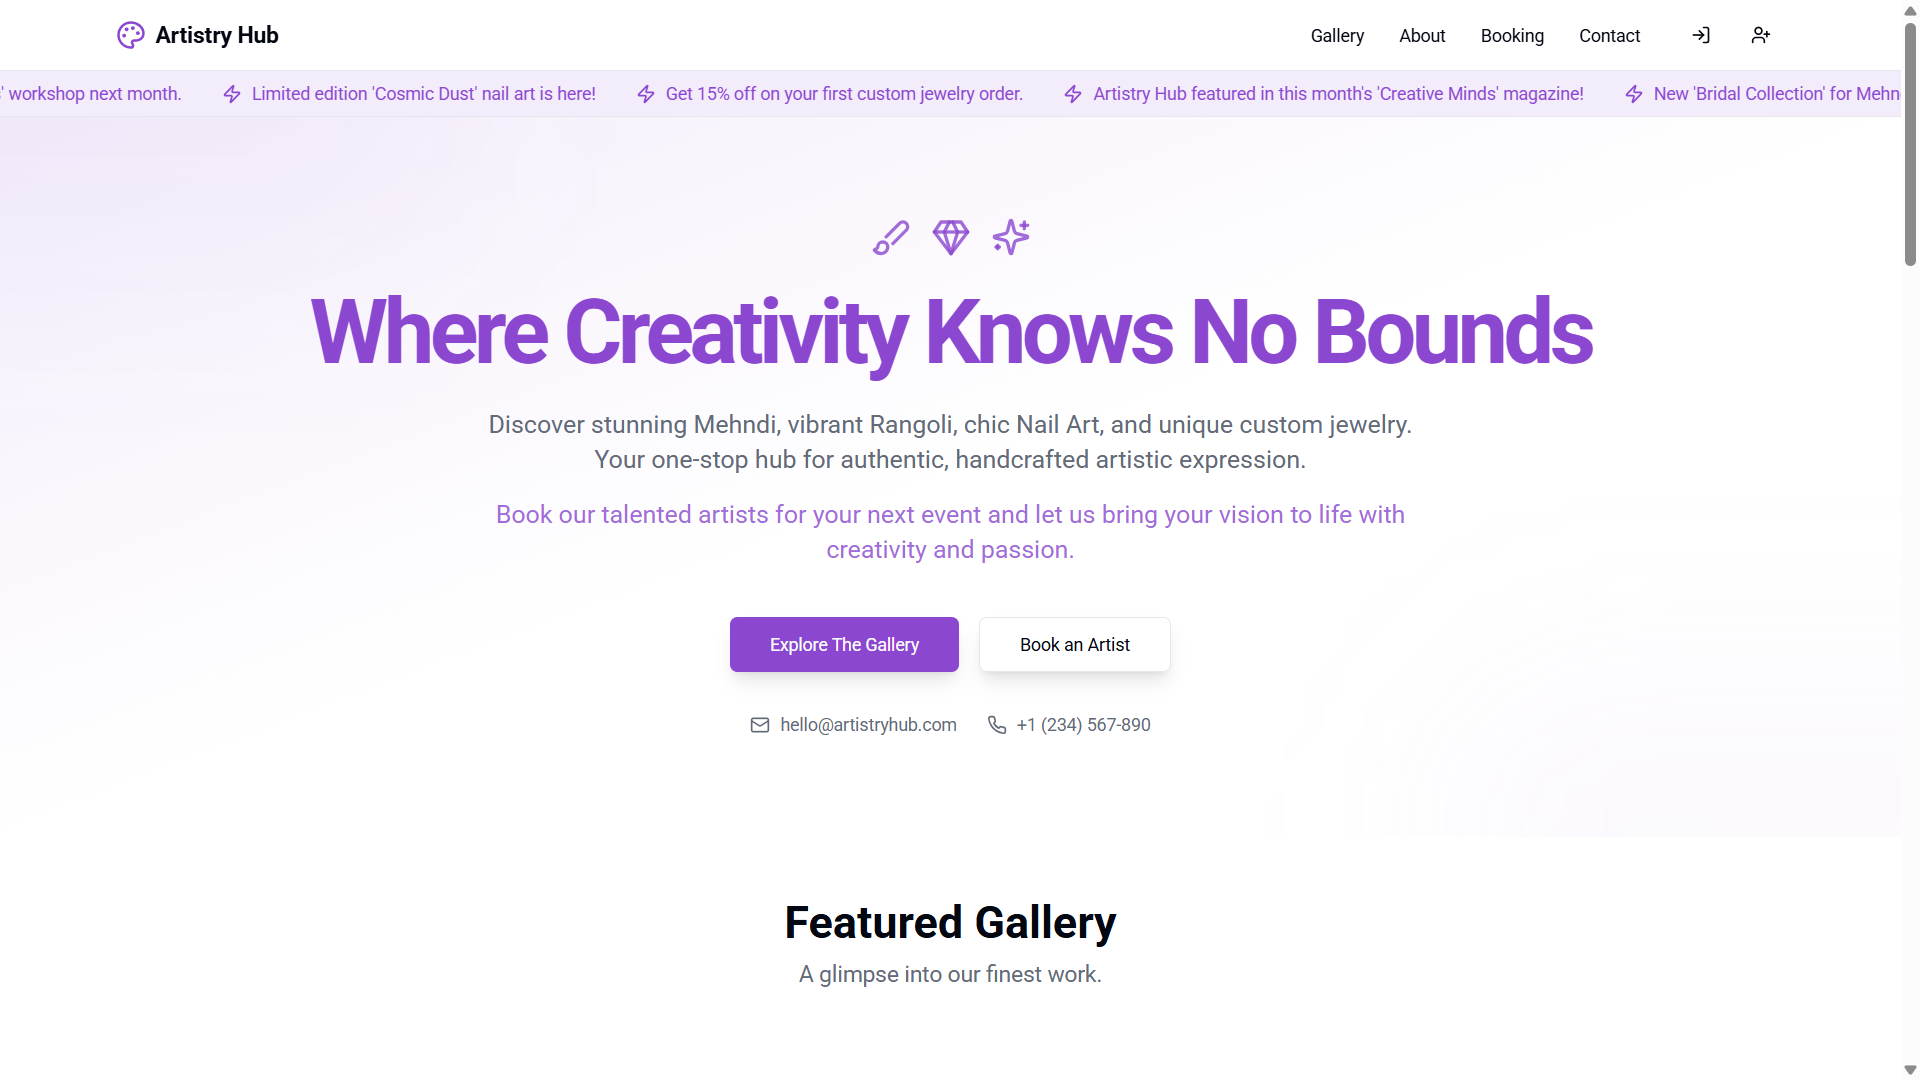 Artistry Hub
Gallery
About
Booking
Contact
' workshop next month.
Limited edition 'Cosmic Dust' nail art is here!
Get 15% off on your first custom jewelry order.
Artistry Hub featured in this month's 'Creative Minds' magazine!
New 'Bridal Collection' for
Where Creativity Knows No Bounds
Discover stunning Mehndi, vibrant Rangoli, chic Nail Art, and unique custom jewelry.
Your one-stop hub for authentic, handcrafted artistic expression.
Book our talented artists for your next event and let us bring your vision to life with
creativity and passion.
Explore The Gallery
Book an Artist
hello@artistryhub.com
+1 (234) 567-890
Featured Gallery
A glimpse into our finest work.